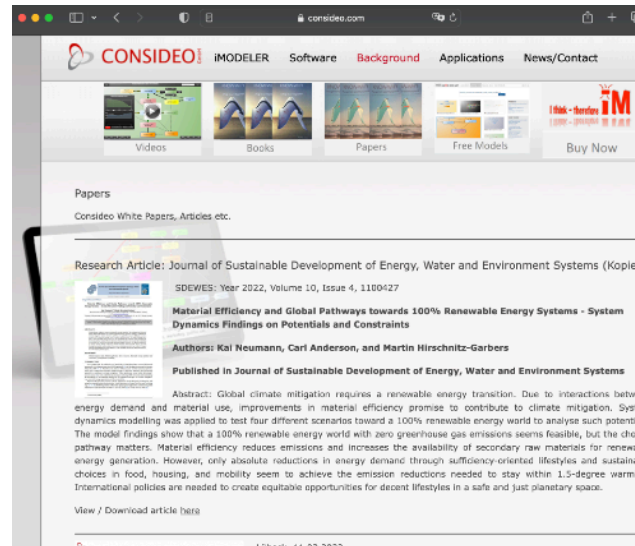 consideo.com
CONSIDEO
iMODELER Software Background Applications News/Contact
I think - therefore iM
Videos Books Papers Free Models Buy Now
Papers
Consideo White Papers, Articles etc.
Research Article: Journal of Sustainable Development of Energy, Water and Environment Systems (Kopie
SDEWES: Year 2022, Volume 10, Issue 4, 1100427
Material Efficiency and Global Pathways towards 100% Renewable Energy Systems - System
Dynamics Findings on Potentials and Constraints
Authors: Kai Neumann, Carl Anderson, and Martin Hirschnitz-Garbers
Published in Journal of Sustainable Development of Energy, Water and Environment Systems
Abstract: Global climate mitigation requires a renewable energy transition. Due to interactions betw
energy demand and material use, improvements in material efficiency promise to contribute to climate mitigation. Sys
dynamics modelling was applied to test four different scenarios toward a 100% renewable energy world to analyse such potenti
The model findings show that a 100% renewable energy world with zero greenhouse gas emissions seems feasible, but the cho
pathway matters. Material efficiency reduces emissions and increases the availability of secondary raw materials for renew
energy generation. However, only absolute reductions in energy demand through sufficiency-oriented lifestyles and sustaina
choices in food, housing, and mobility seem to achieve the emission reductions needed to stay within 1.5-degree warm
International policies are needed to create equitable opportunities for decent lifestyles in a safe and just planetary space.
View / Download article here